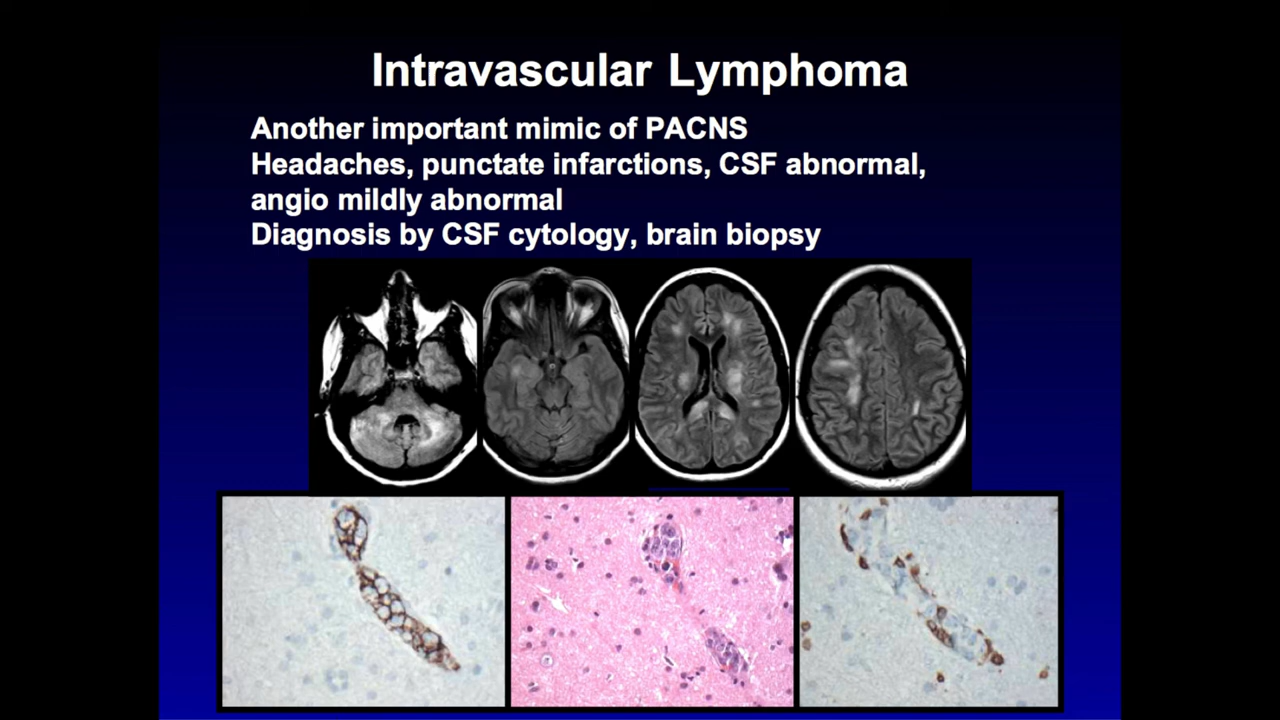 Intravascular Lymphoma
Another important mimic of PACNS
Headaches, punctate infarctions, CSF abnormal,
angio mildly abnormal
Diagnosis by CSF cytology, brain biopsy